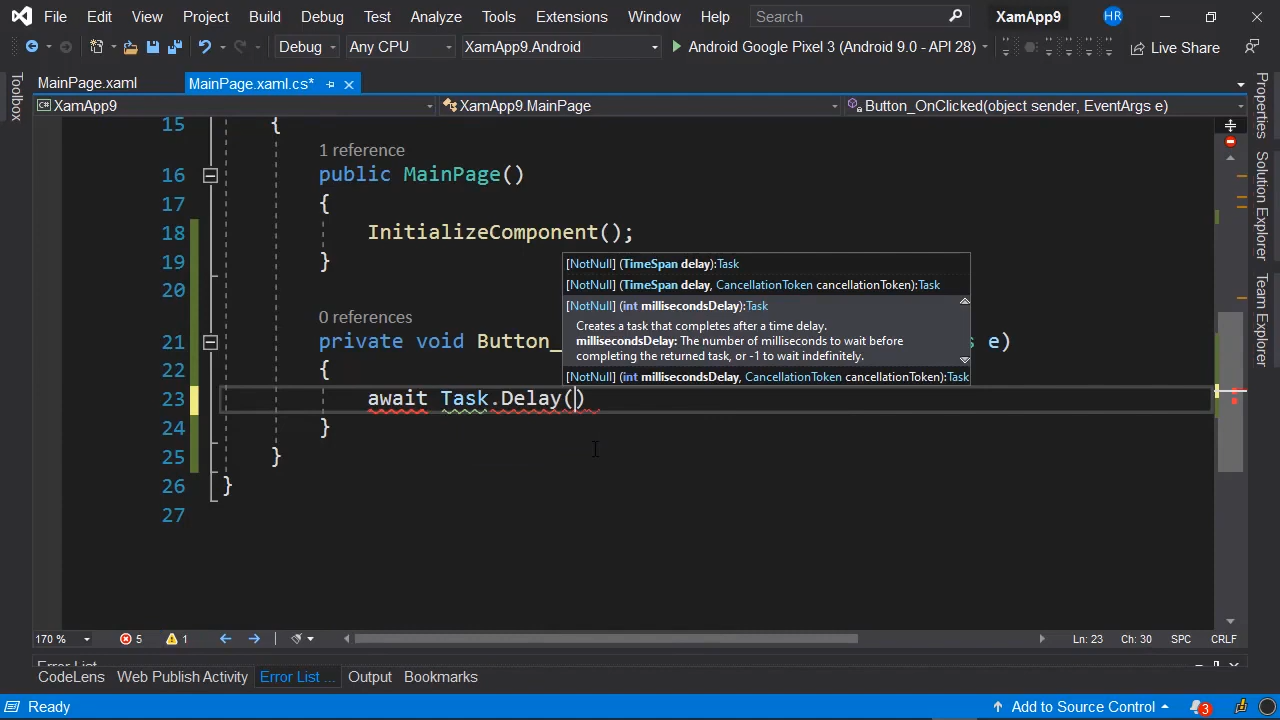 File Edit View Project Build Debug Test Analyze Tools Extensions Window Help Search XamApp9 HR
Debug Any CPU XamApp9.Android Android Google Pixel 3 (Android 9.0 - API 28) Live Share
MainPage.xaml MainPage.xaml.cs*
Toolbox
C# XamApp9 XamApp9.MainPage Button_OnClicked(object sender, EventArgs e)
Properties
Solution Explorer
Team Explorer
15 {
1 reference
16 public MainPage()
17 {
18 InitializeComponent();
19 }
[NotNull] (TimeSpan delay):Task
[NotNull] (TimeSpan delay, CancellationToken cancellationToken):Task
20
[NotNull] (int millisecondsDelay):Task
0 references
Creates a task that completes after a time delay.
21 private void Button_ s e)
millisecondsDelay: The number of milliseconds to wait before
completing the returned task, or -1 to wait indefinitely.
22 {
[NotNull] (int millisecondsDelay, CancellationToken cancellationToken):Task
23 await Task.Delay()
24 }
25 }
26 }
27
170 % 5 1 Ln: 23 Ch: 30 SPC CRLF
Error List
CodeLens Web Publish Activity Error List ... Output Bookmarks
Ready Add to Source Control 3